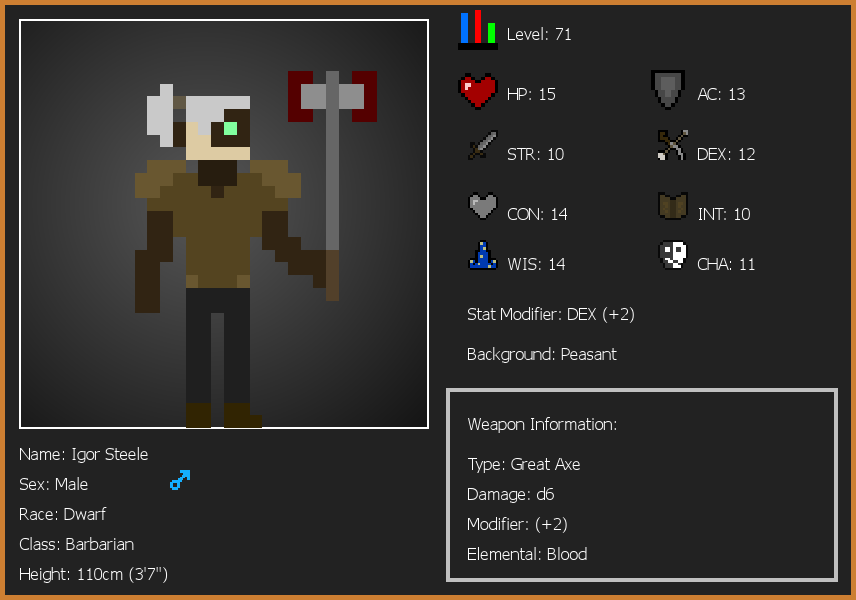 Level: 71
HP: 15
AC: 13
STR: 10
DEX: 12
CON: 14
INT: 10
WIS: 14
CHA: 11
Stat Modifier: DEX (+2)
Background: Peasant
Weapon Information:
Type: Great Axe
Damage: d6
Modifier: (+2)
Elemental: Blood
Name: Igor Steele
Sex: Male
Race: Dwarf
Class: Barbarian
Height: 110cm (3'7")